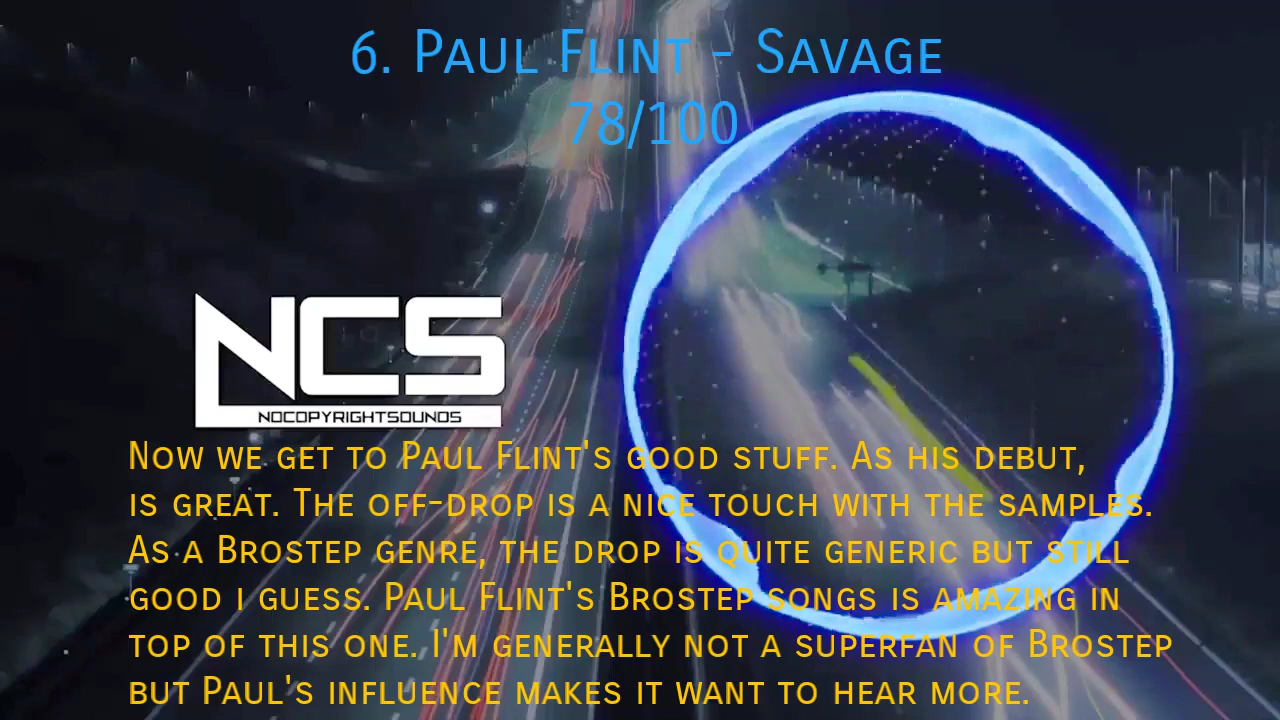 6. Paul Flint - Savage
78/100
NCS
NOCOPYRIGHTSOUNDS
Now we get to Paul Flint's good stuff. As his debut,
is great. The off-drop is a nice touch with the samples.
As a Brostep genre, the drop is quite generic but still
good i guess. Paul Flint's Brostep songs is amazing in
top of this one. I'm generally not a superfan of Brostep
but Paul's influence makes it want to hear more.